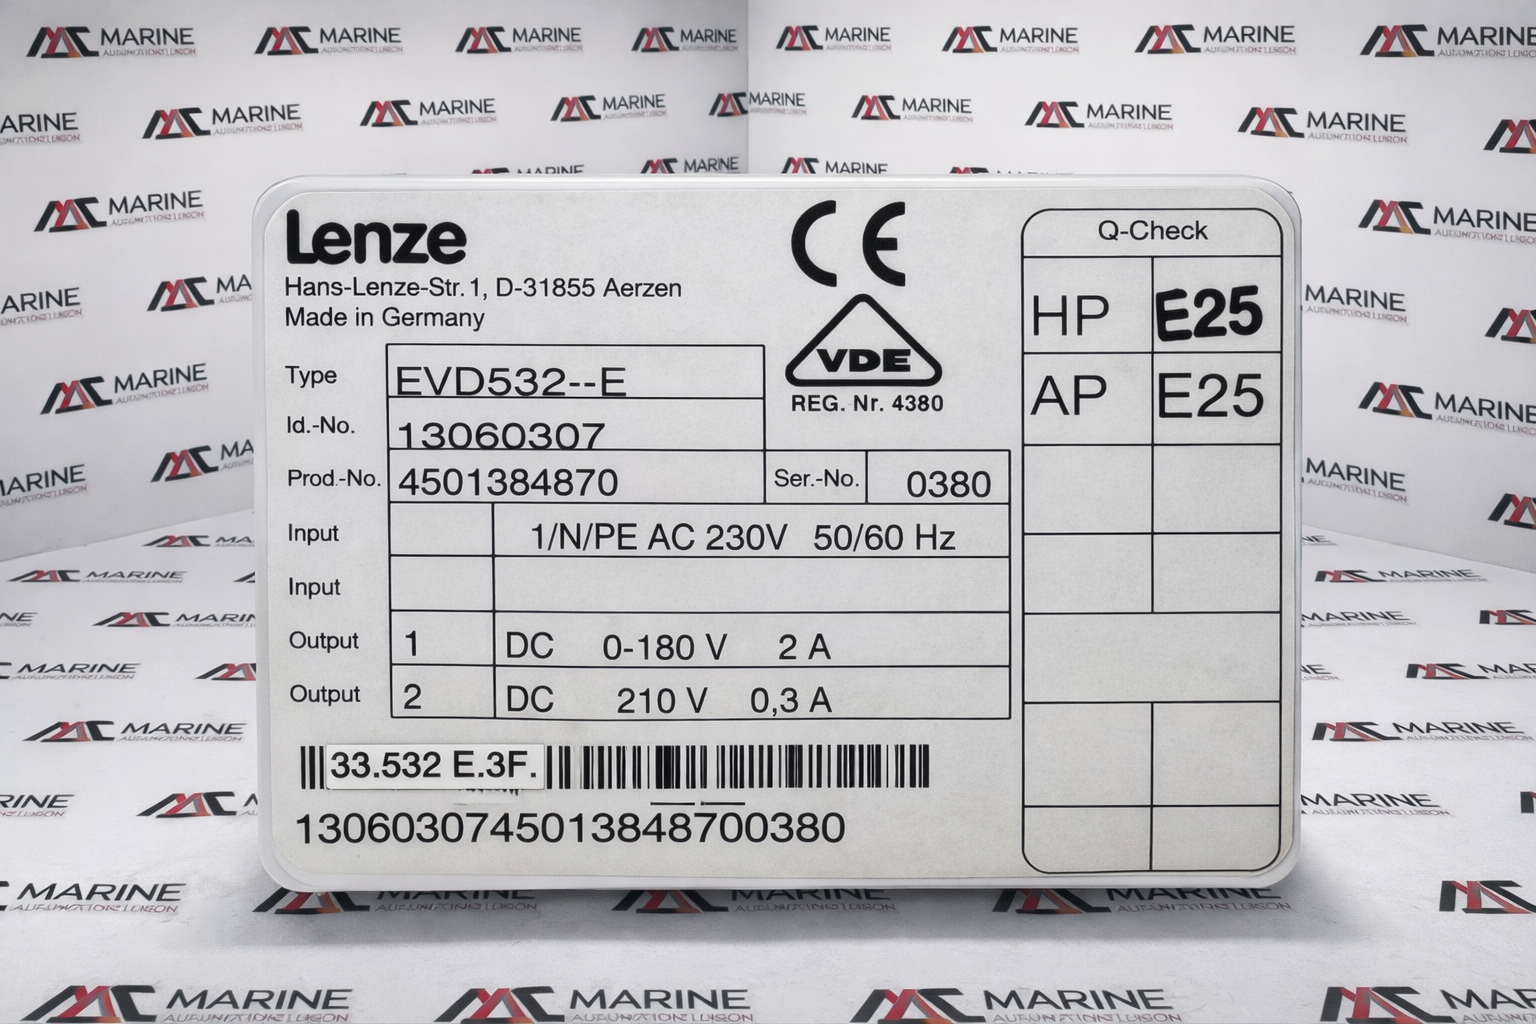 Lenze
Hans-Lenze-Str. 1, D-31855 Aerzen
Made in Germany
CE
VDE
REG. Nr. 4380
Type EVD532--E
Id.-No. 13060307
Prod.-No. 4501384870 Ser.-No. 0380
Input 1/N/PE AC 230V 50/60 Hz
Input
Output 1 DC 0-180 V 2 A
Output 2 DC 210 V 0,3 A
33.532 E.3F.
1306030745013848700380
Q-Check
HP E25
AP E25
MARINE